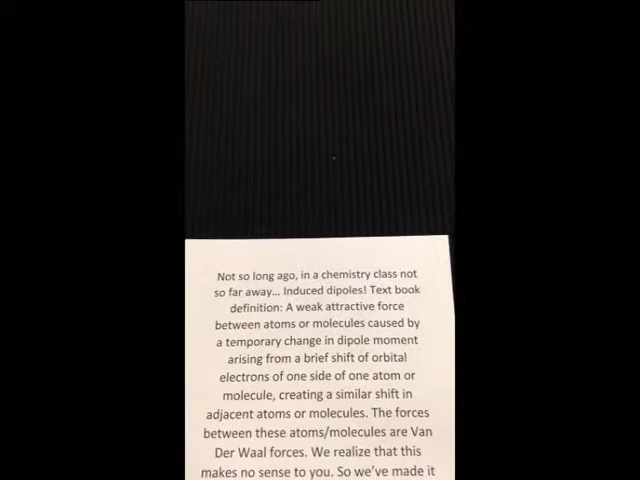 Not so long ago, in a chemistry class not
so far away... Induced dipoles! Text book
definition: A weak attractive force
between atoms or molecules caused by
a temporary change in dipole moment
arising from a brief shift of orbital
electrons of one side of one atom or
molecule, creating a similar shift in
adjacent atoms or molecules. The forces
between these atoms/molecules are Van
Der Waal forces. We realize that this
makes no sense to you. So we've made it